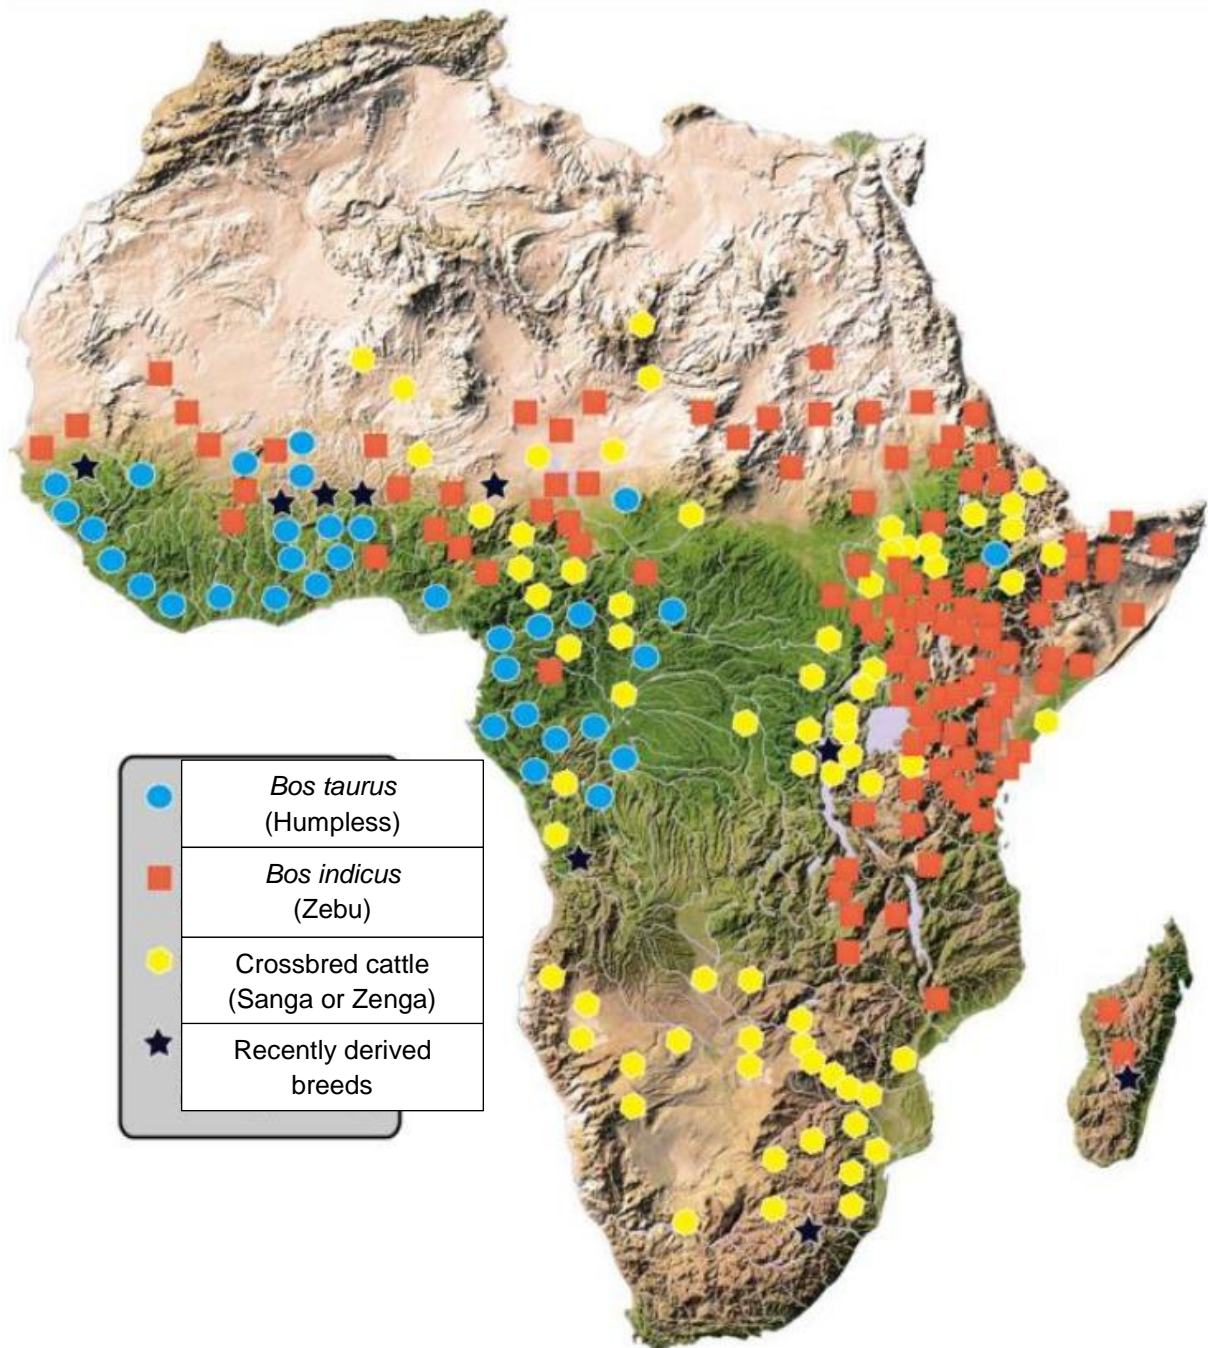 Bos taurus
(Humpless)
Bos indicus
(Zebu)
Crossbred cattle
(Sanga or Zenga)
Recently derived
breeds